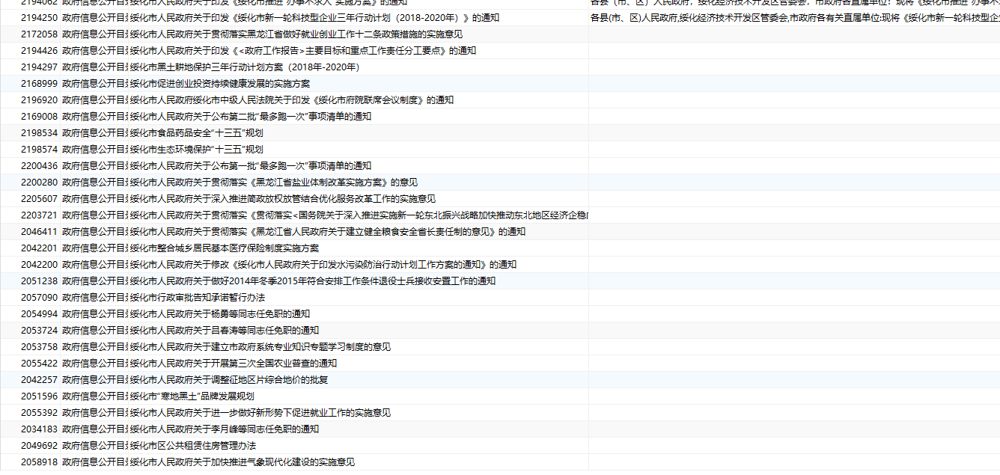 2194062 政府信息公开目 绥化市人民政府关于印发《绥化市推进"办事不求人"实施方案》的通知 各县（市、区）人民政府，绥化经济技术开发区管委会，市政府各直属单位：现将《绥化市推进"办事不
2194250 政府信息公开目 绥化市人民政府关于印发《绥化市新一轮科技型企业三年行动计划（2018-2020年）》的通知 各县(市、区)人民政府,绥化经济技术开发区管委会,市政府各有关直属单位:现将《绥化市新一轮科技型企
2172058 政府信息公开目 绥化市人民政府关于贯彻落实黑龙江省做好就业创业工作十二条政策措施的实施意见
2194426 政府信息公开目 绥化市人民政府关于印发《<政府工作报告>主要目标和重点工作责任分工要点》的通知
2194297 政府信息公开目 绥化市黑土耕地保护三年行动计划方案（2018年-2020年）
2168999 政府信息公开目 绥化市促进创业投资持续健康发展的实施方案
2196920 政府信息公开目 绥化市人民政府绥化市中级人民法院关于印发《绥化市府院联席会议制度》的通知
2169008 政府信息公开目 绥化市人民政府关于公布第二批"最多跑一次"事项清单的通知
2198534 政府信息公开目 绥化市食品药品安全"十三五"规划
2198574 政府信息公开目 绥化市生态环境保护"十三五"规划
2200436 政府信息公开目 绥化市人民政府关于公布第一批"最多跑一次"事项清单的通知
2200280 政府信息公开目 绥化市人民政府关于贯彻落实《黑龙江省盐业体制改革实施方案》的意见
2205607 政府信息公开目 绥化市人民政府关于深入推进简政放权放管结合优化服务改革工作的实施意见
2203721 政府信息公开目 绥化市人民政府关于贯彻落实《贯彻落实<国务院关于深入推进实施新一轮东北振兴战略加快推动东北地区经济企稳
2046411 政府信息公开目 绥化市人民政府关于贯彻落实《黑龙江省人民政府关于建立健全粮食安全省长责任制的意见》的通知
2042201 政府信息公开目 绥化市整合城乡居民基本医疗保险制度实施方案
2042200 政府信息公开目 绥化市人民政府关于修改《绥化市人民政府关于印发水污染防治行动计划工作方案的通知》的通知
2051238 政府信息公开目 绥化市人民政府关于做好2014年冬季2015年符合安排工作条件退役士兵接收安置工作的通知
2057090 政府信息公开目 绥化市行政审批告知承诺暂行办法
2054994 政府信息公开目 绥化市人民政府关于杨勇等同志任免职的通知
2053724 政府信息公开目 绥化市人民政府关于吕春涛等同志任免职的通知
2053758 政府信息公开目 绥化市人民政府关于建立市政府系统专业知识专题学习制度的意见
2055422 政府信息公开目 绥化市人民政府关于开展第三次全国农业普查的通知
2042257 政府信息公开目 绥化市人民政府关于调整征地区片综合地价的批复
2051596 政府信息公开目 绥化市"寒地黑土"品牌发展规划
2055392 政府信息公开目 绥化市人民政府关于进一步做好新形势下促进就业工作的实施意见
2034183 政府信息公开目 绥化市人民政府关于李月峰等同志任免职的通知
2049692 政府信息公开目 绥化市区公共租赁住房管理办法
2058918 政府信息公开目 绥化市人民政府关于加快推进气象现代化建设的实施意见